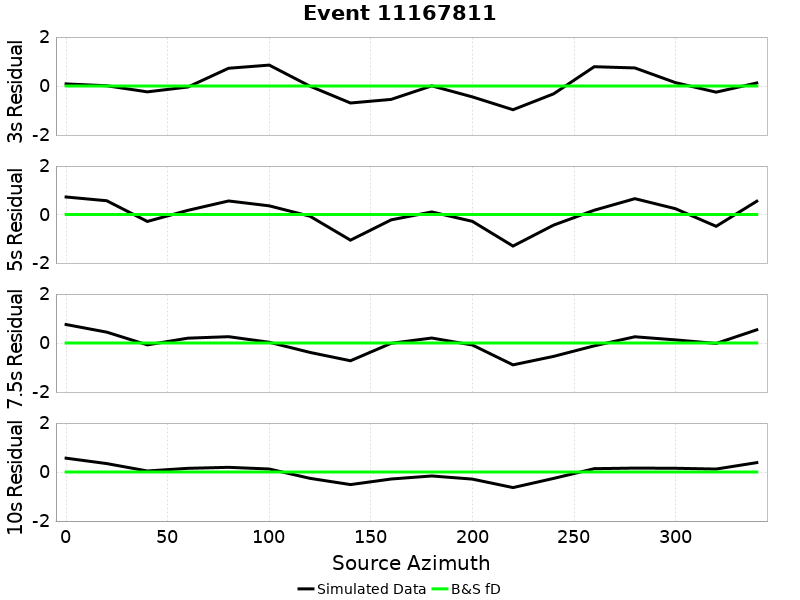 Event 11167811
3s Residual
2
0
-2
5s Residual
2
0
-2
7.5s Residual
2
0
-2
10s Residual
2
0
-2
0 50 100 150 200 250 300
Source Azimuth
Simulated Data B&S fD